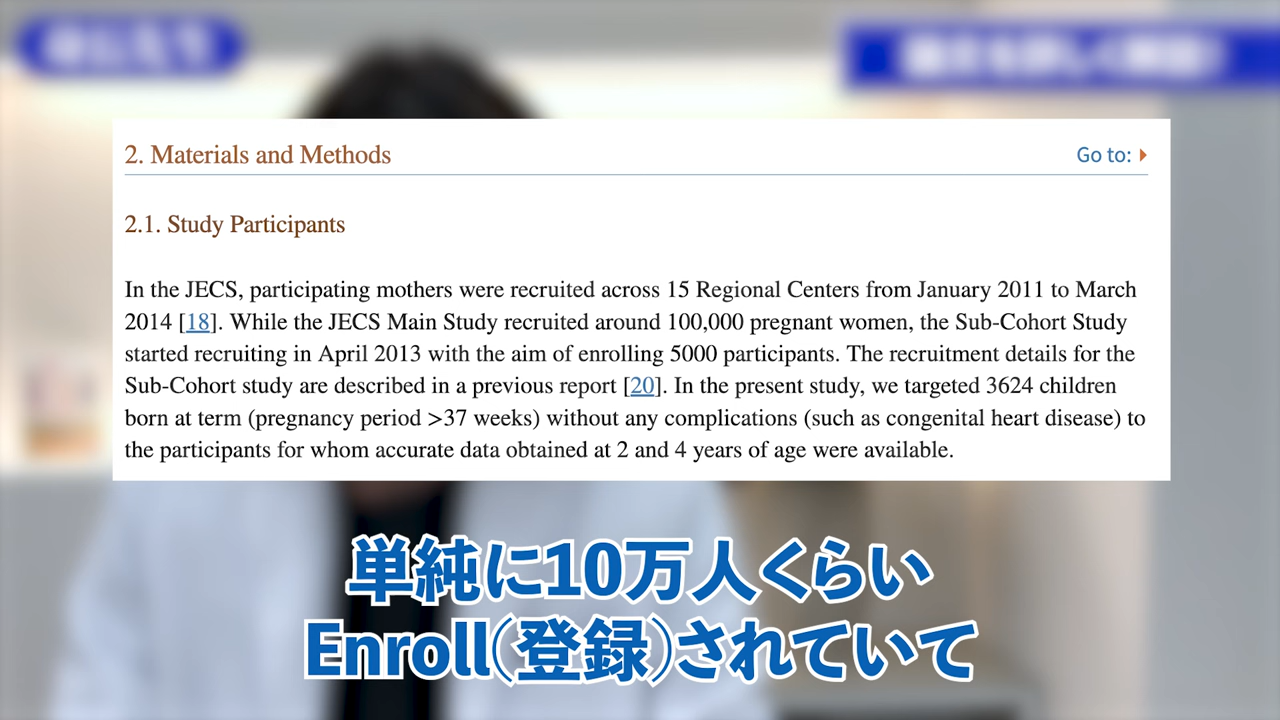 2. Materials and Methods
Go to:
2.1. Study Participants
In the JECS, participating mothers were recruited across 15 Regional Centers from January 2011 to March
2014 [18]. While the JECS Main Study recruited around 100,000 pregnant women, the Sub-Cohort Study
started recruiting in April 2013 with the aim of enrolling 5000 participants. The recruitment details for the
Sub-Cohort study are described in a previous report [20]. In the present study, we targeted 3624 children
born at term (pregnancy period >37 weeks) without any complications (such as congenital heart disease) to
the participants for whom accurate data obtained at 2 and 4 years of age were available.
単純に10万人くらい
Enroll(登録)されていて